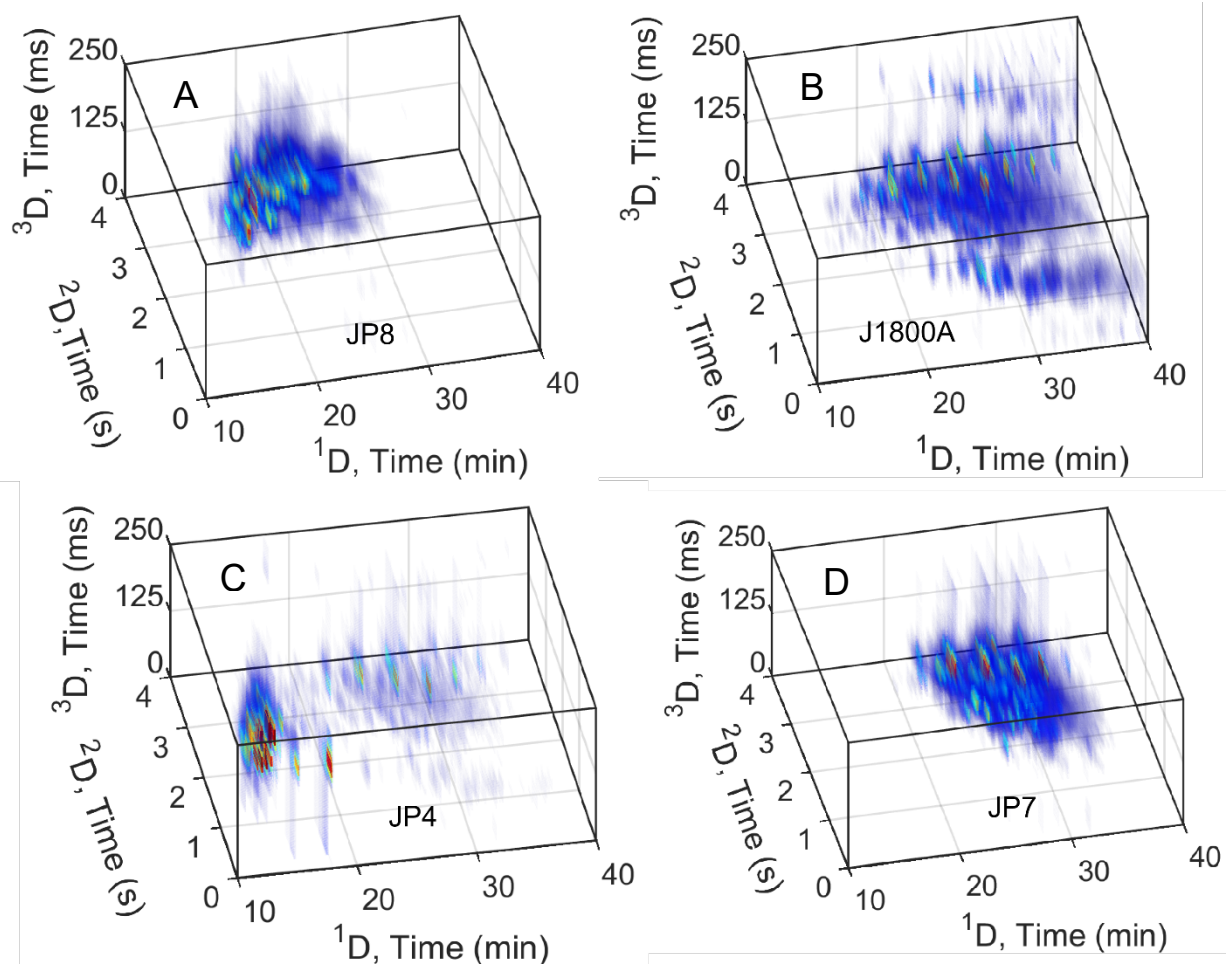 A
³D, Time (ms)
250
125
0
4
3
2
1
0
²D,Time (s)
JP8
10
20
30
40
¹D, Time (min)
B
³D, Time (ms)
250
125
0
4
3
2
1
0
²D, Time (s)
J1800A
10
20
30
40
¹D, Time (min)
C
³D, Time (ms)
250
125
0
4
3
2
1
0
²D, Time (s)
JP4
10
20
30
40
¹D, Time (min)
D
³D, Time (ms)
250
125
0
4
3
2
1
0
²D, Time (s)
JP7
10
20
30
40
¹D, Time (min)